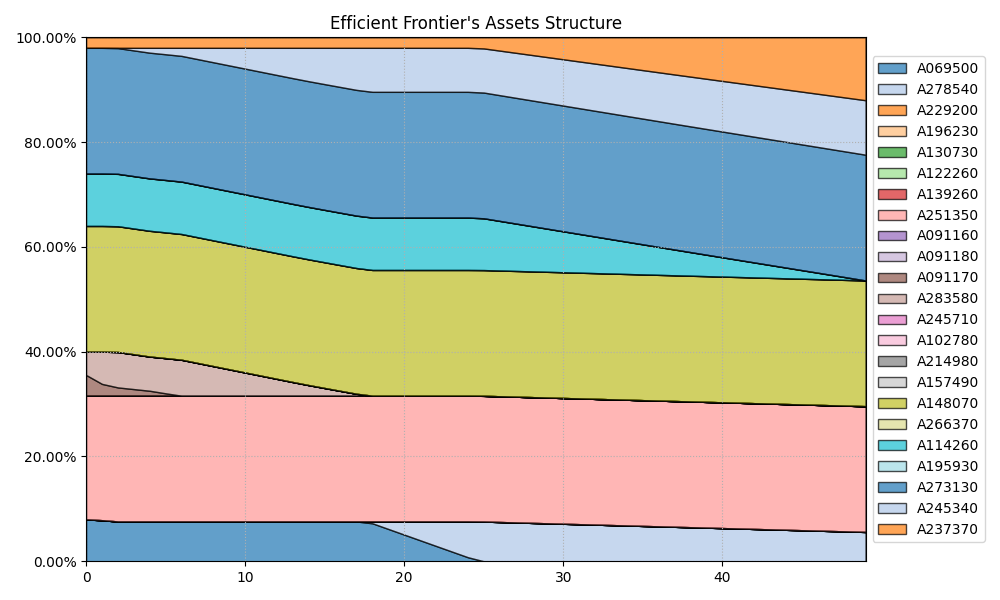 Efficient Frontier's Assets Structure
100.00%
80.00%
60.00%
40.00%
20.00%
0.00%
0
10
20
30
40
A069500
A278540
A229200
A196230
A130730
A122260
A139260
A251350
A091160
A091180
A091170
A283580
A245710
A102780
A214980
A157490
A148070
A266370
A114260
A195930
A273130
A245340
A237370